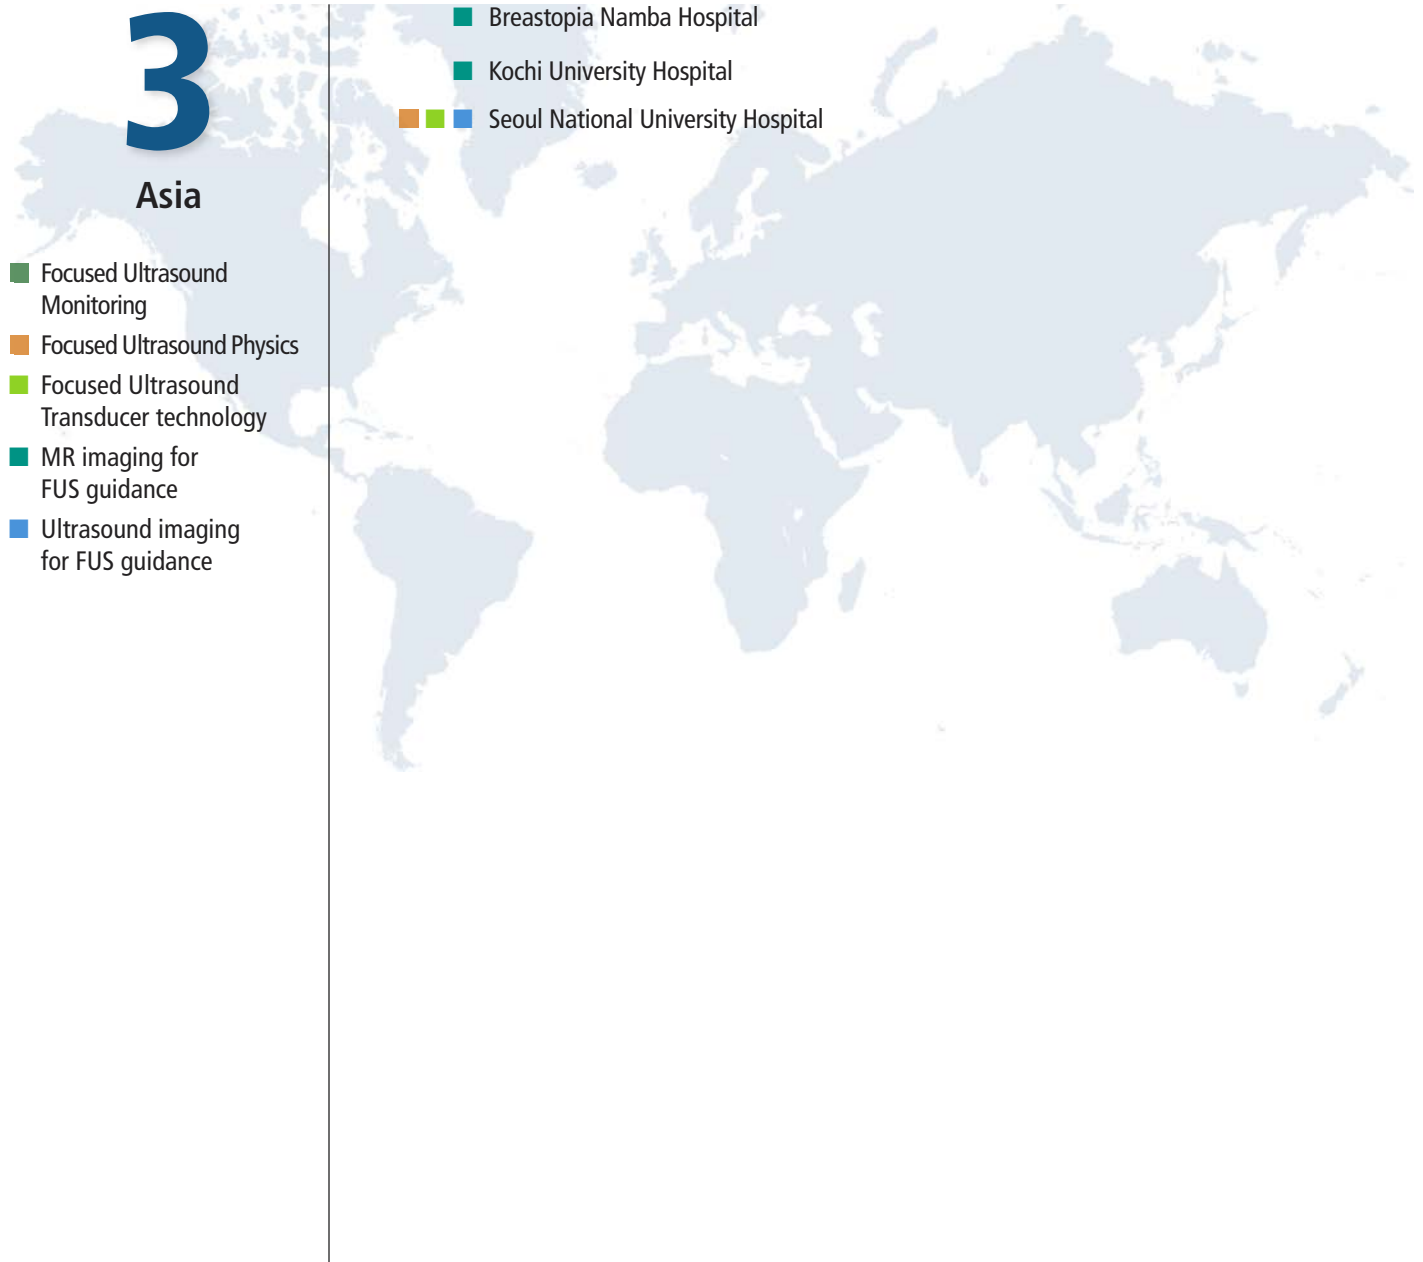 3
Asia
Focused Ultrasound
Monitoring
Focused Ultrasound Physics
Focused Ultrasound
Transducer technology
MR imaging for
FUS guidance
Ultrasound imaging
for FUS guidance
Breastopia Namba Hospital
Kochi University Hospital
Seoul National University Hospital